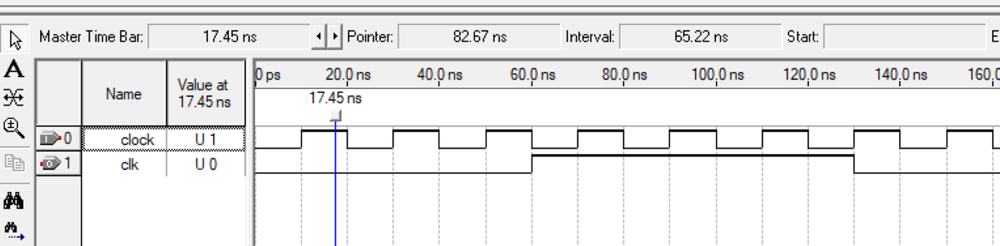 Master Time Bar: 17.45 ns Pointer: 82.67 ns Interval: 65.22 ns Start: E
A
Name Value at 17.45 ns
0 ps 20.0 ns 40.0 ns 60.0 ns 80.0 ns 100.0 ns 120.0 ns 140.0 ns 160.0
17.45 ns
0 clock U 1
1 clk U 0